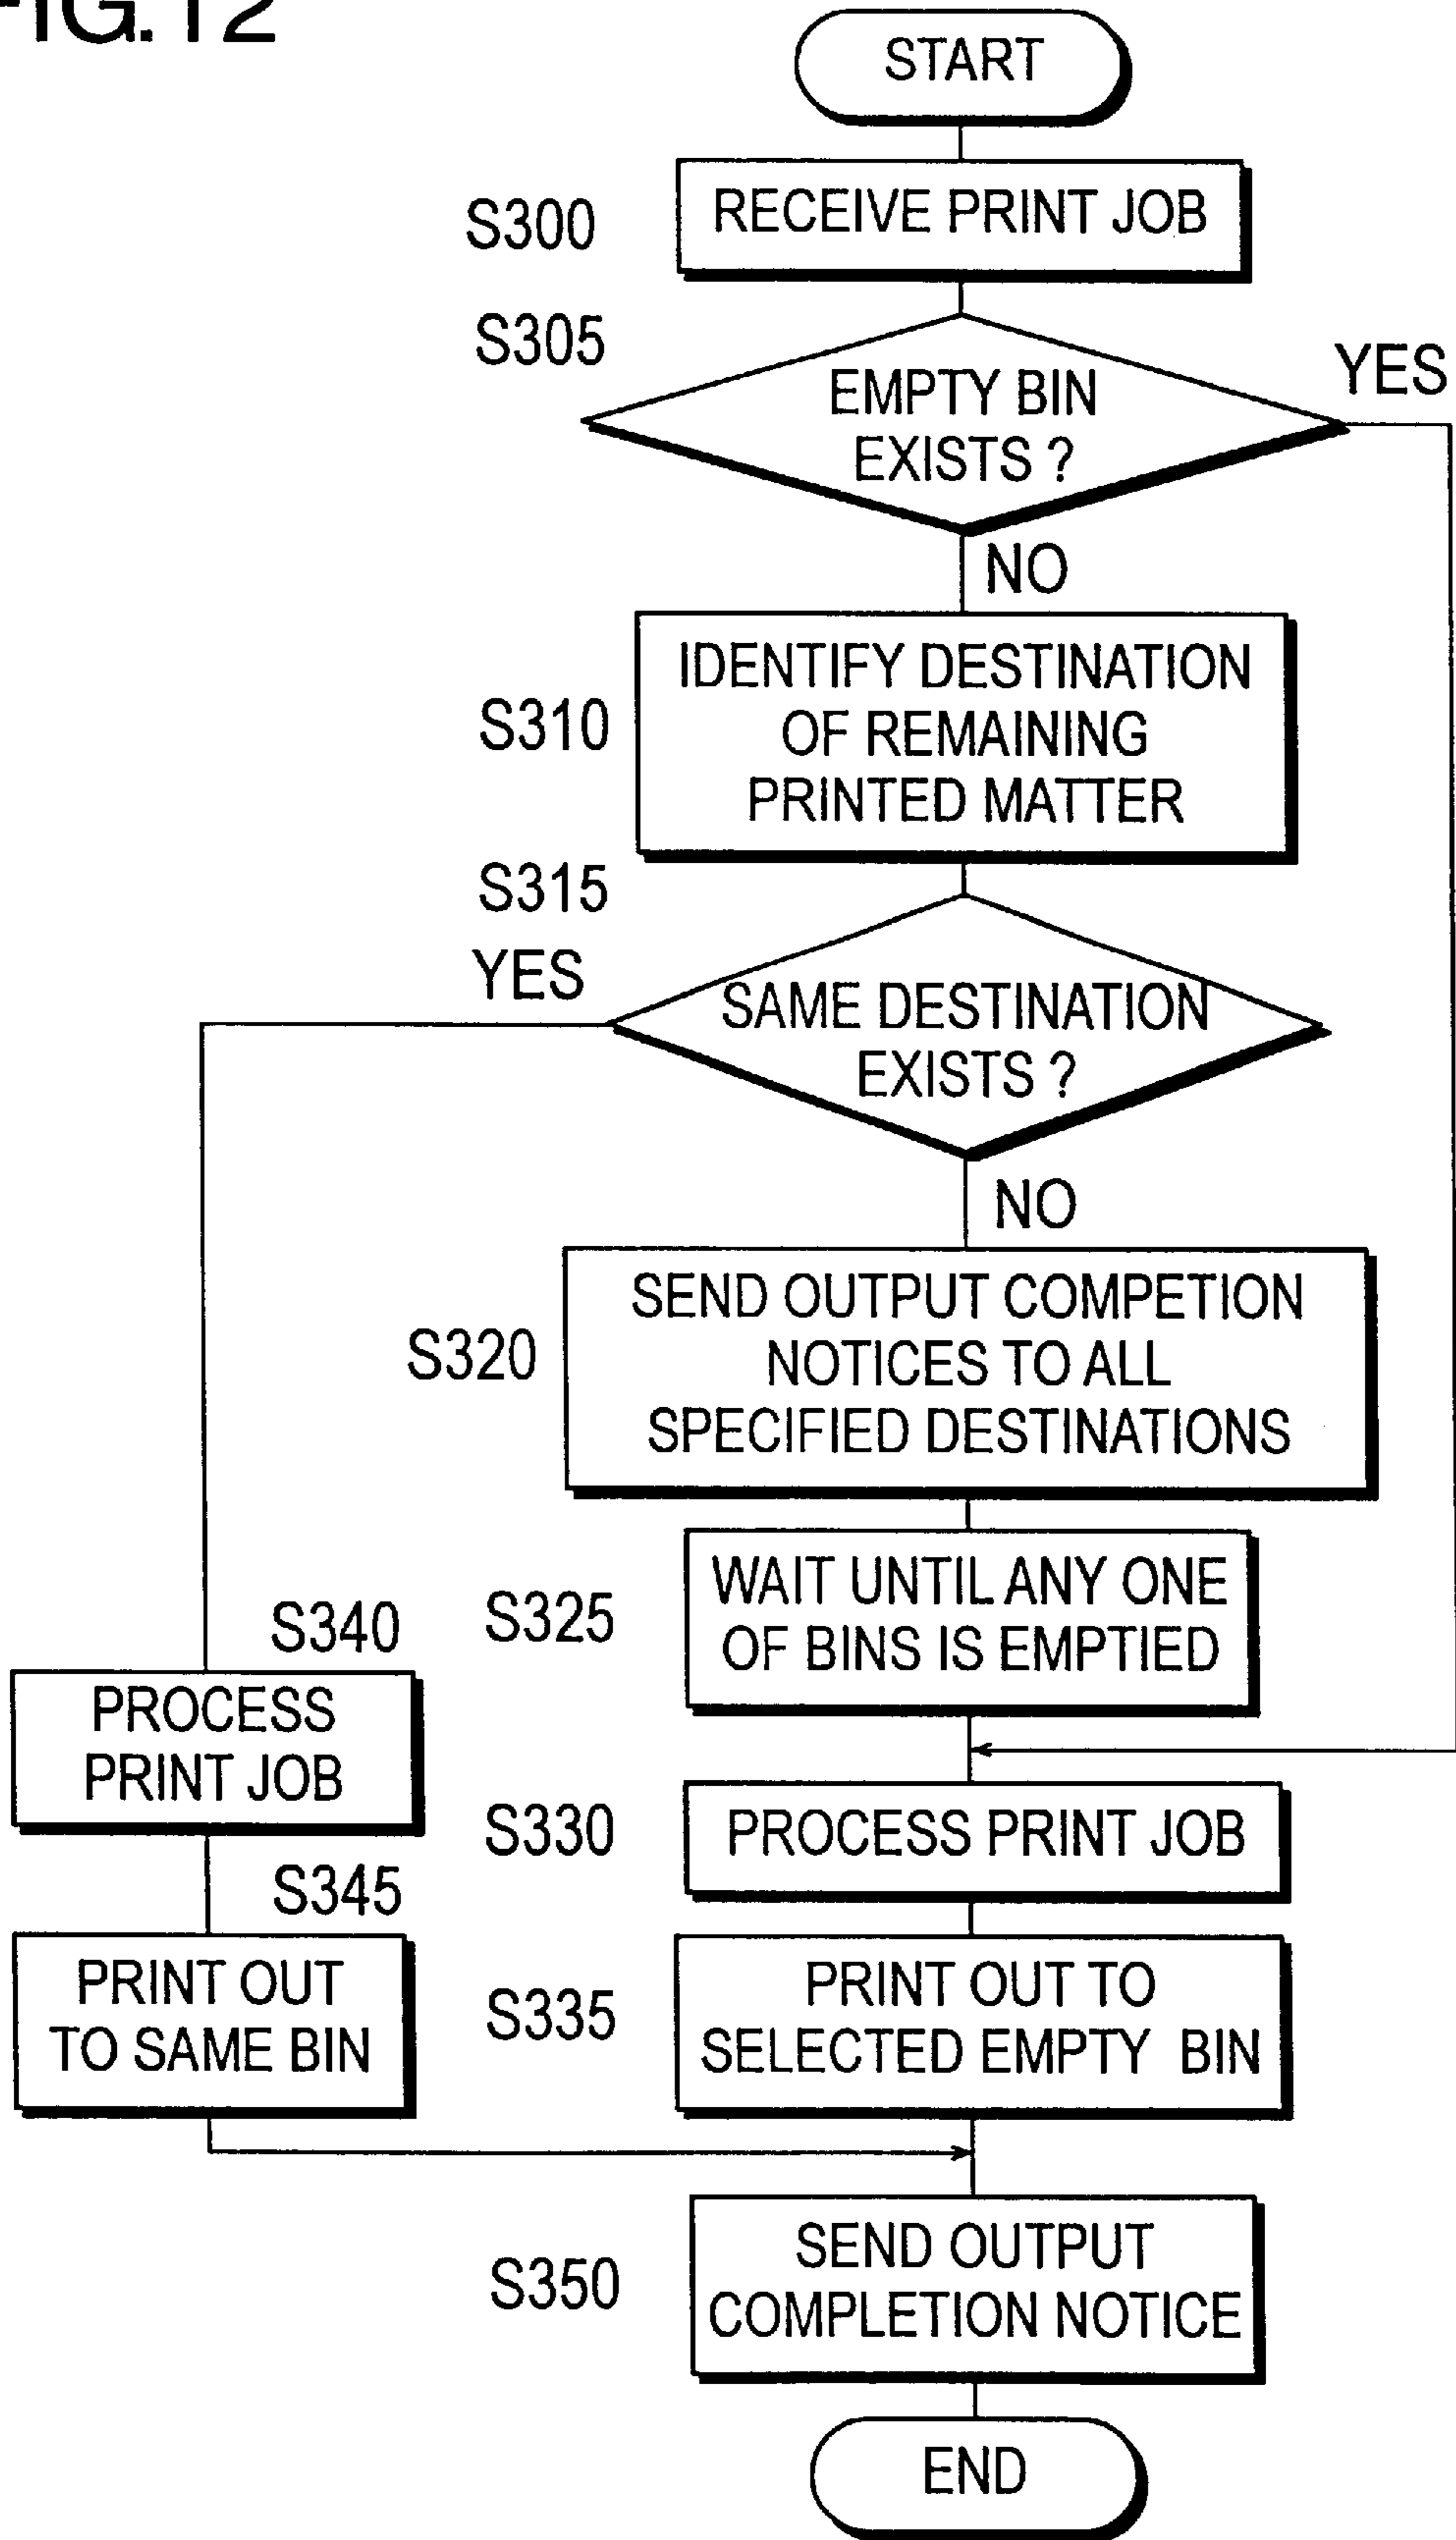 FIG.12
START
S300
RECEIVE PRINT JOB
S305
EMPTY BIN
EXISTS ?
YES
NO
S310
IDENTIFY DESTINATION
OF REMAINING
PRINTED MATTER
S315
YES
SAME DESTINATION
EXISTS ?
NO
S320
SEND OUTPUT COMPETION
NOTICES TO ALL
SPECIFIED DESTINATIONS
S325
WAIT UNTIL ANY ONE
OF BINS IS EMPTIED
S340
PROCESS
PRINT JOB
S330
PROCESS PRINT JOB
S345
PRINT OUT
TO SAME BIN
S335
PRINT OUT TO
SELECTED EMPTY BIN
S350
SEND OUTPUT
COMPLETION NOTICE
END